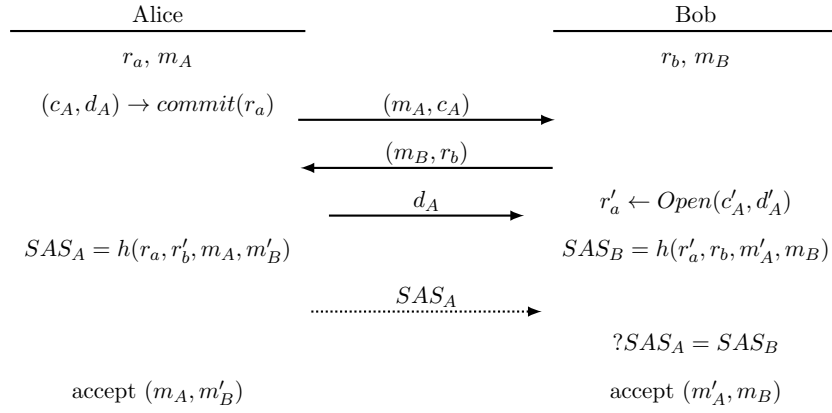 Alice Bob
r_a, m_A r_b, m_B
(c_A, d_A) → commit(r_a)
(m_A, c_A)
(m_B, r_b)
d_A
r'_a ← Open(c'_A, d'_A)
SAS_A = h(r_a, r'_b, m_A, m'_B) SAS_B = h(r'_a, r_b, m'_A, m_B)
SAS_A
?SAS_A = SAS_B
accept (m_A, m'_B) accept (m'_A, m_B)